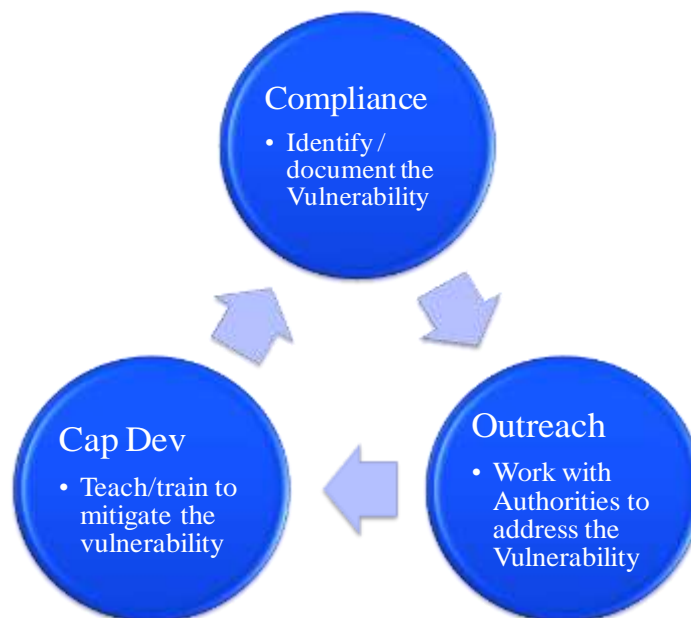 Compliance
• Identify /
document the
Vulnerability
Cap Dev
• Teach/train to
mitigate the
vulnerability
Outreach
• Work with
Authorities to
address the
Vulnerability